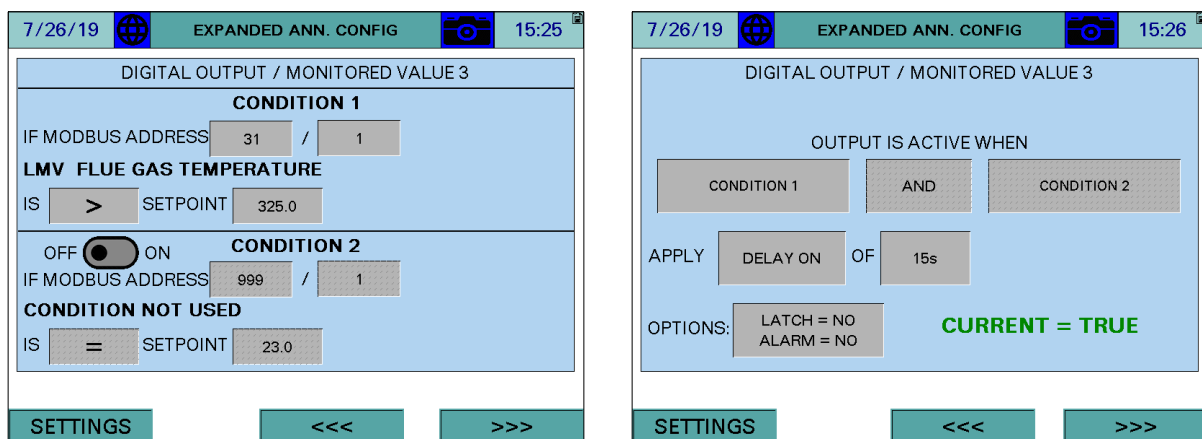 7/26/19 EXPANDED ANN. CONFIG 15:25
DIGITAL OUTPUT / MONITORED VALUE 3
CONDITION 1
IF MODBUS ADDRESS 31 / 1
LMV FLUE GAS TEMPERATURE
IS > SETPOINT 325.0
OFF ON CONDITION 2
IF MODBUS ADDRESS 999 / 1
CONDITION NOT USED
IS = SETPOINT 23.0
SETTINGS <<< >>>
7/26/19 EXPANDED ANN. CONFIG 15:26
DIGITAL OUTPUT / MONITORED VALUE 3
OUTPUT IS ACTIVE WHEN
CONDITION 1 AND CONDITION 2
APPLY DELAY ON OF 15s
OPTIONS: LATCH = NO
ALARM = NO
CURRENT = TRUE
SETTINGS <<< >>>